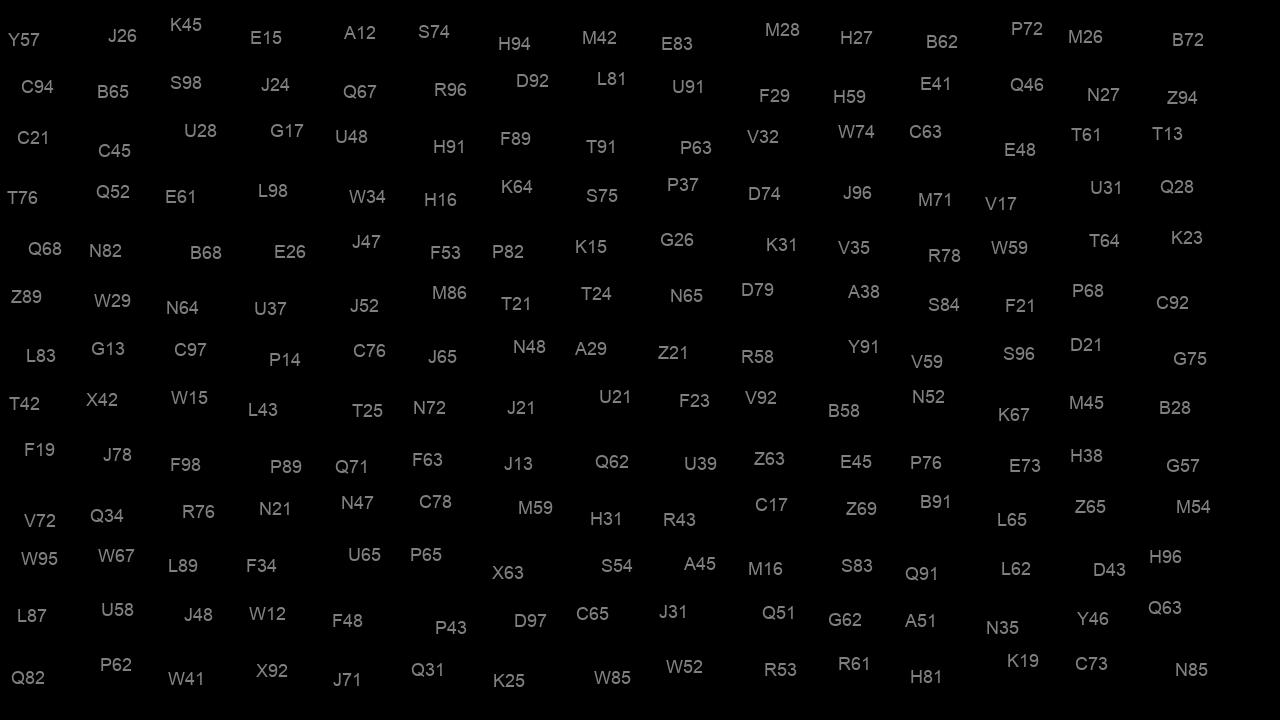 Y57 J26 K45 E15 A12 S74 H94 M42 E83 M28 H27 B62 P72 M26 B72
C94 B65 S98 J24 Q67 R96 D92 L81 U91 F29 H59 E41 Q46 N27 Z94
C21 C45 U28 G17 U48 H91 F89 T91 P63 V32 W74 C63 E48 T61 T13
T76 Q52 E61 L98 W34 H16 K64 S75 P37 D74 J96 M71 V17 U31 Q28
Q68 N82 B68 E26 J47 F53 P82 K15 G26 K31 V35 R78 W59 T64 K23
Z89 W29 N64 U37 J52 M86 T21 T24 N65 D79 A38 S84 F21 P68 C92
L83 G13 C97 P14 C76 J65 N48 A29 Z21 R58 Y91 V59 S96 D21 G75
T42 X42 W15 L43 T25 N72 J21 U21 F23 V92 B58 N52 K67 M45 B28
F19 J78 F98 P89 Q71 F63 J13 Q62 U39 Z63 E45 P76 E73 H38 G57
V72 Q34 R76 N21 N47 C78 M59 H31 R43 C17 Z69 B91 L65 Z65 M54
W95 W67 L89 F34 U65 P65 X63 S54 A45 M16 S83 Q91 L62 D43 H96
L87 U58 J48 W12 F48 P43 D97 C65 J31 Q51 G62 A51 N35 Y46 Q63
Q82 P62 W41 X92 J71 Q31 K25 W85 W52 R53 R61 H81 K19 C73 N85